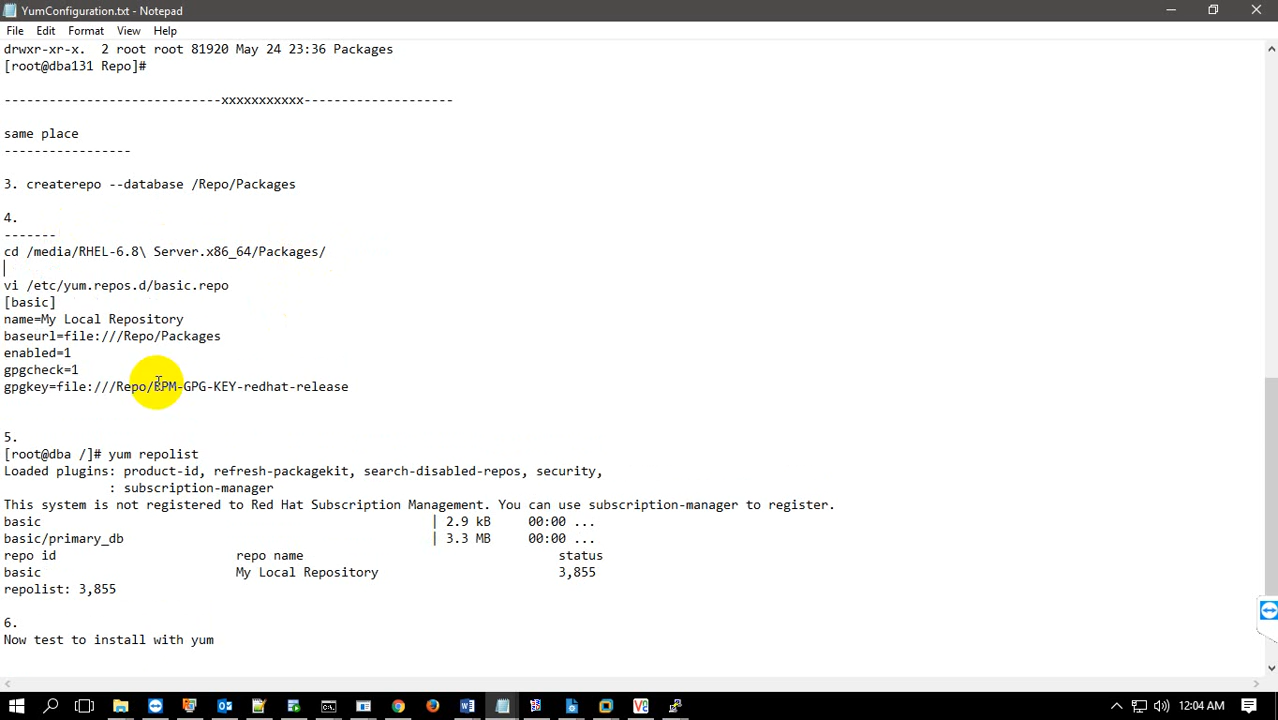 YumConfiguration.txt - Notepad
File Edit Format View Help
drwxr-xr-x.  2 root root 81920 May 24 23:36 Packages
[root@dba131 Repo]#
-----------------------------xxxxxxxxxxx--------------------
same place
-----------------
3. createrepo --database /Repo/Packages
4.
-------
cd /media/RHEL-6.8\ Server.x86_64/Packages/
vi /etc/yum.repos.d/basic.repo
[basic]
name=My Local Repository
baseurl=file:///Repo/Packages
enabled=1
gpgcheck=1
gpgkey=file:///Repo/RPM-GPG-KEY-redhat-release
5.
[root@dba /]# yum repolist
Loaded plugins: product-id, refresh-packagekit, search-disabled-repos, security,
              : subscription-manager
This system is not registered to Red Hat Subscription Management. You can use subscription-manager to register.
basic                                                    | 2.9 kB     00:00 ...
basic/primary_db                                         | 3.3 MB     00:00 ...
repo id                        repo name                                  status
basic                          My Local Repository                        3,855
repolist: 3,855
6.
Now test to install with yum
12:04 AM